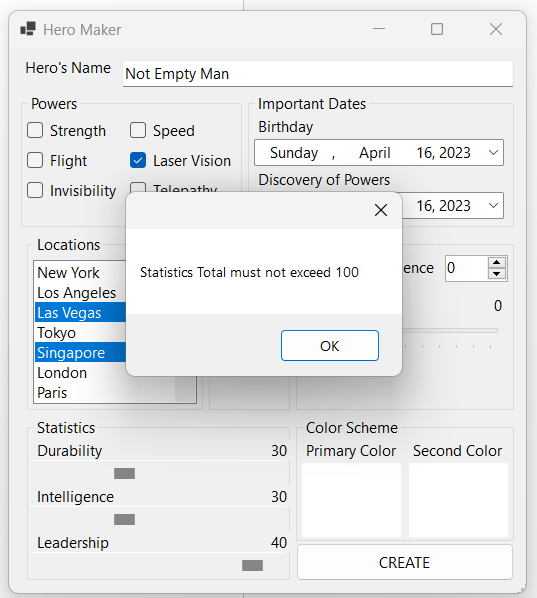 Hero Maker
Hero's Name
Not Empty Man
Powers
Strength
Speed
Flight
Laser Vision
Invisibility
Telepathy
Important Dates
Birthday
Sunday , April 16, 2023
Discovery of Powers
16, 2023
Statistics Total must not exceed 100
OK
Locations
New York
Los Angeles
Las Vegas
Tokyo
Singapore
London
Paris
ence 0
0
Statistics
Durability 30
Intelligence 30
Leadership 40
Color Scheme
Primary Color
Second Color
CREATE